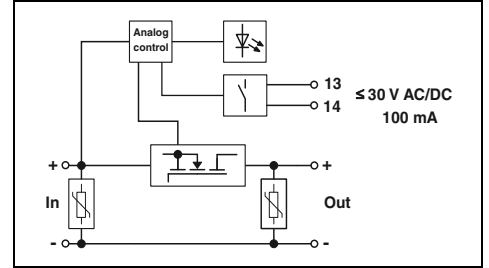 Analog
control
13
14
≤ 30 V AC/DC
100 mA
+
+
In
Out
-
-